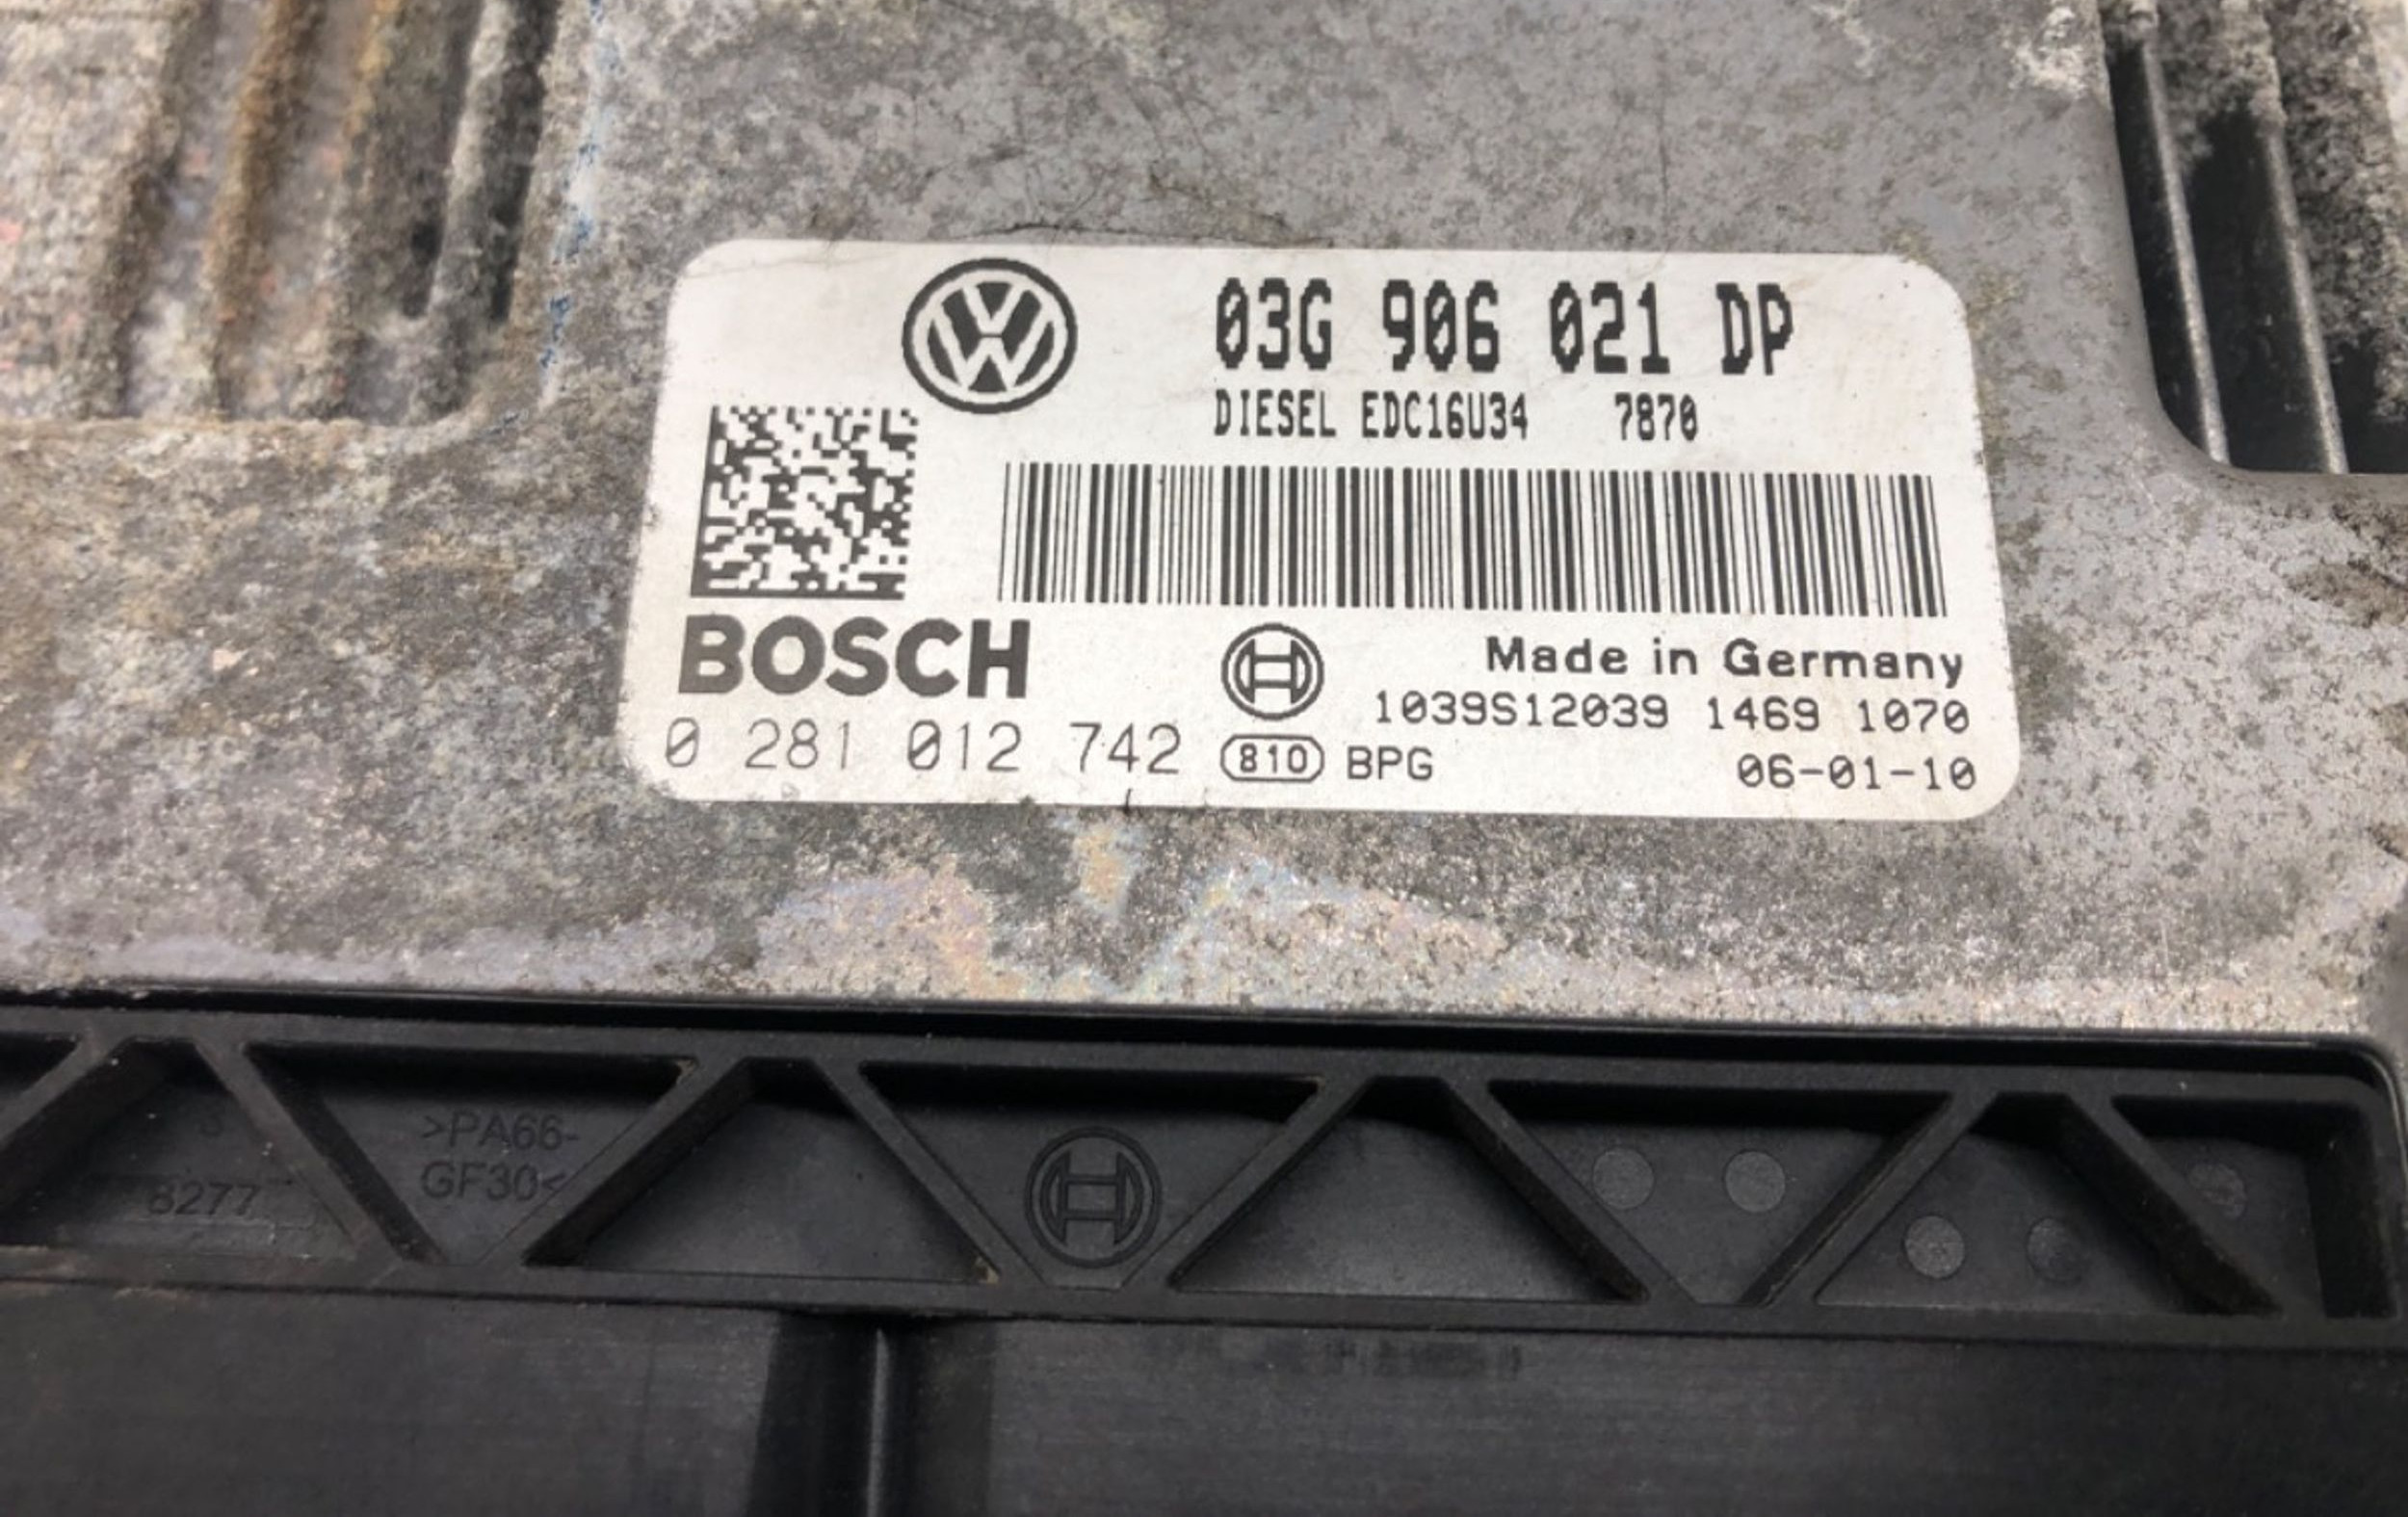 03G 906 021 DP
DIESEL EDC16U34 7870
BOSCH
Made in Germany
1039S12039 1469 1070
0 281 012 742 810 BPG 06-01-10
>PA66-
GF30<
8277